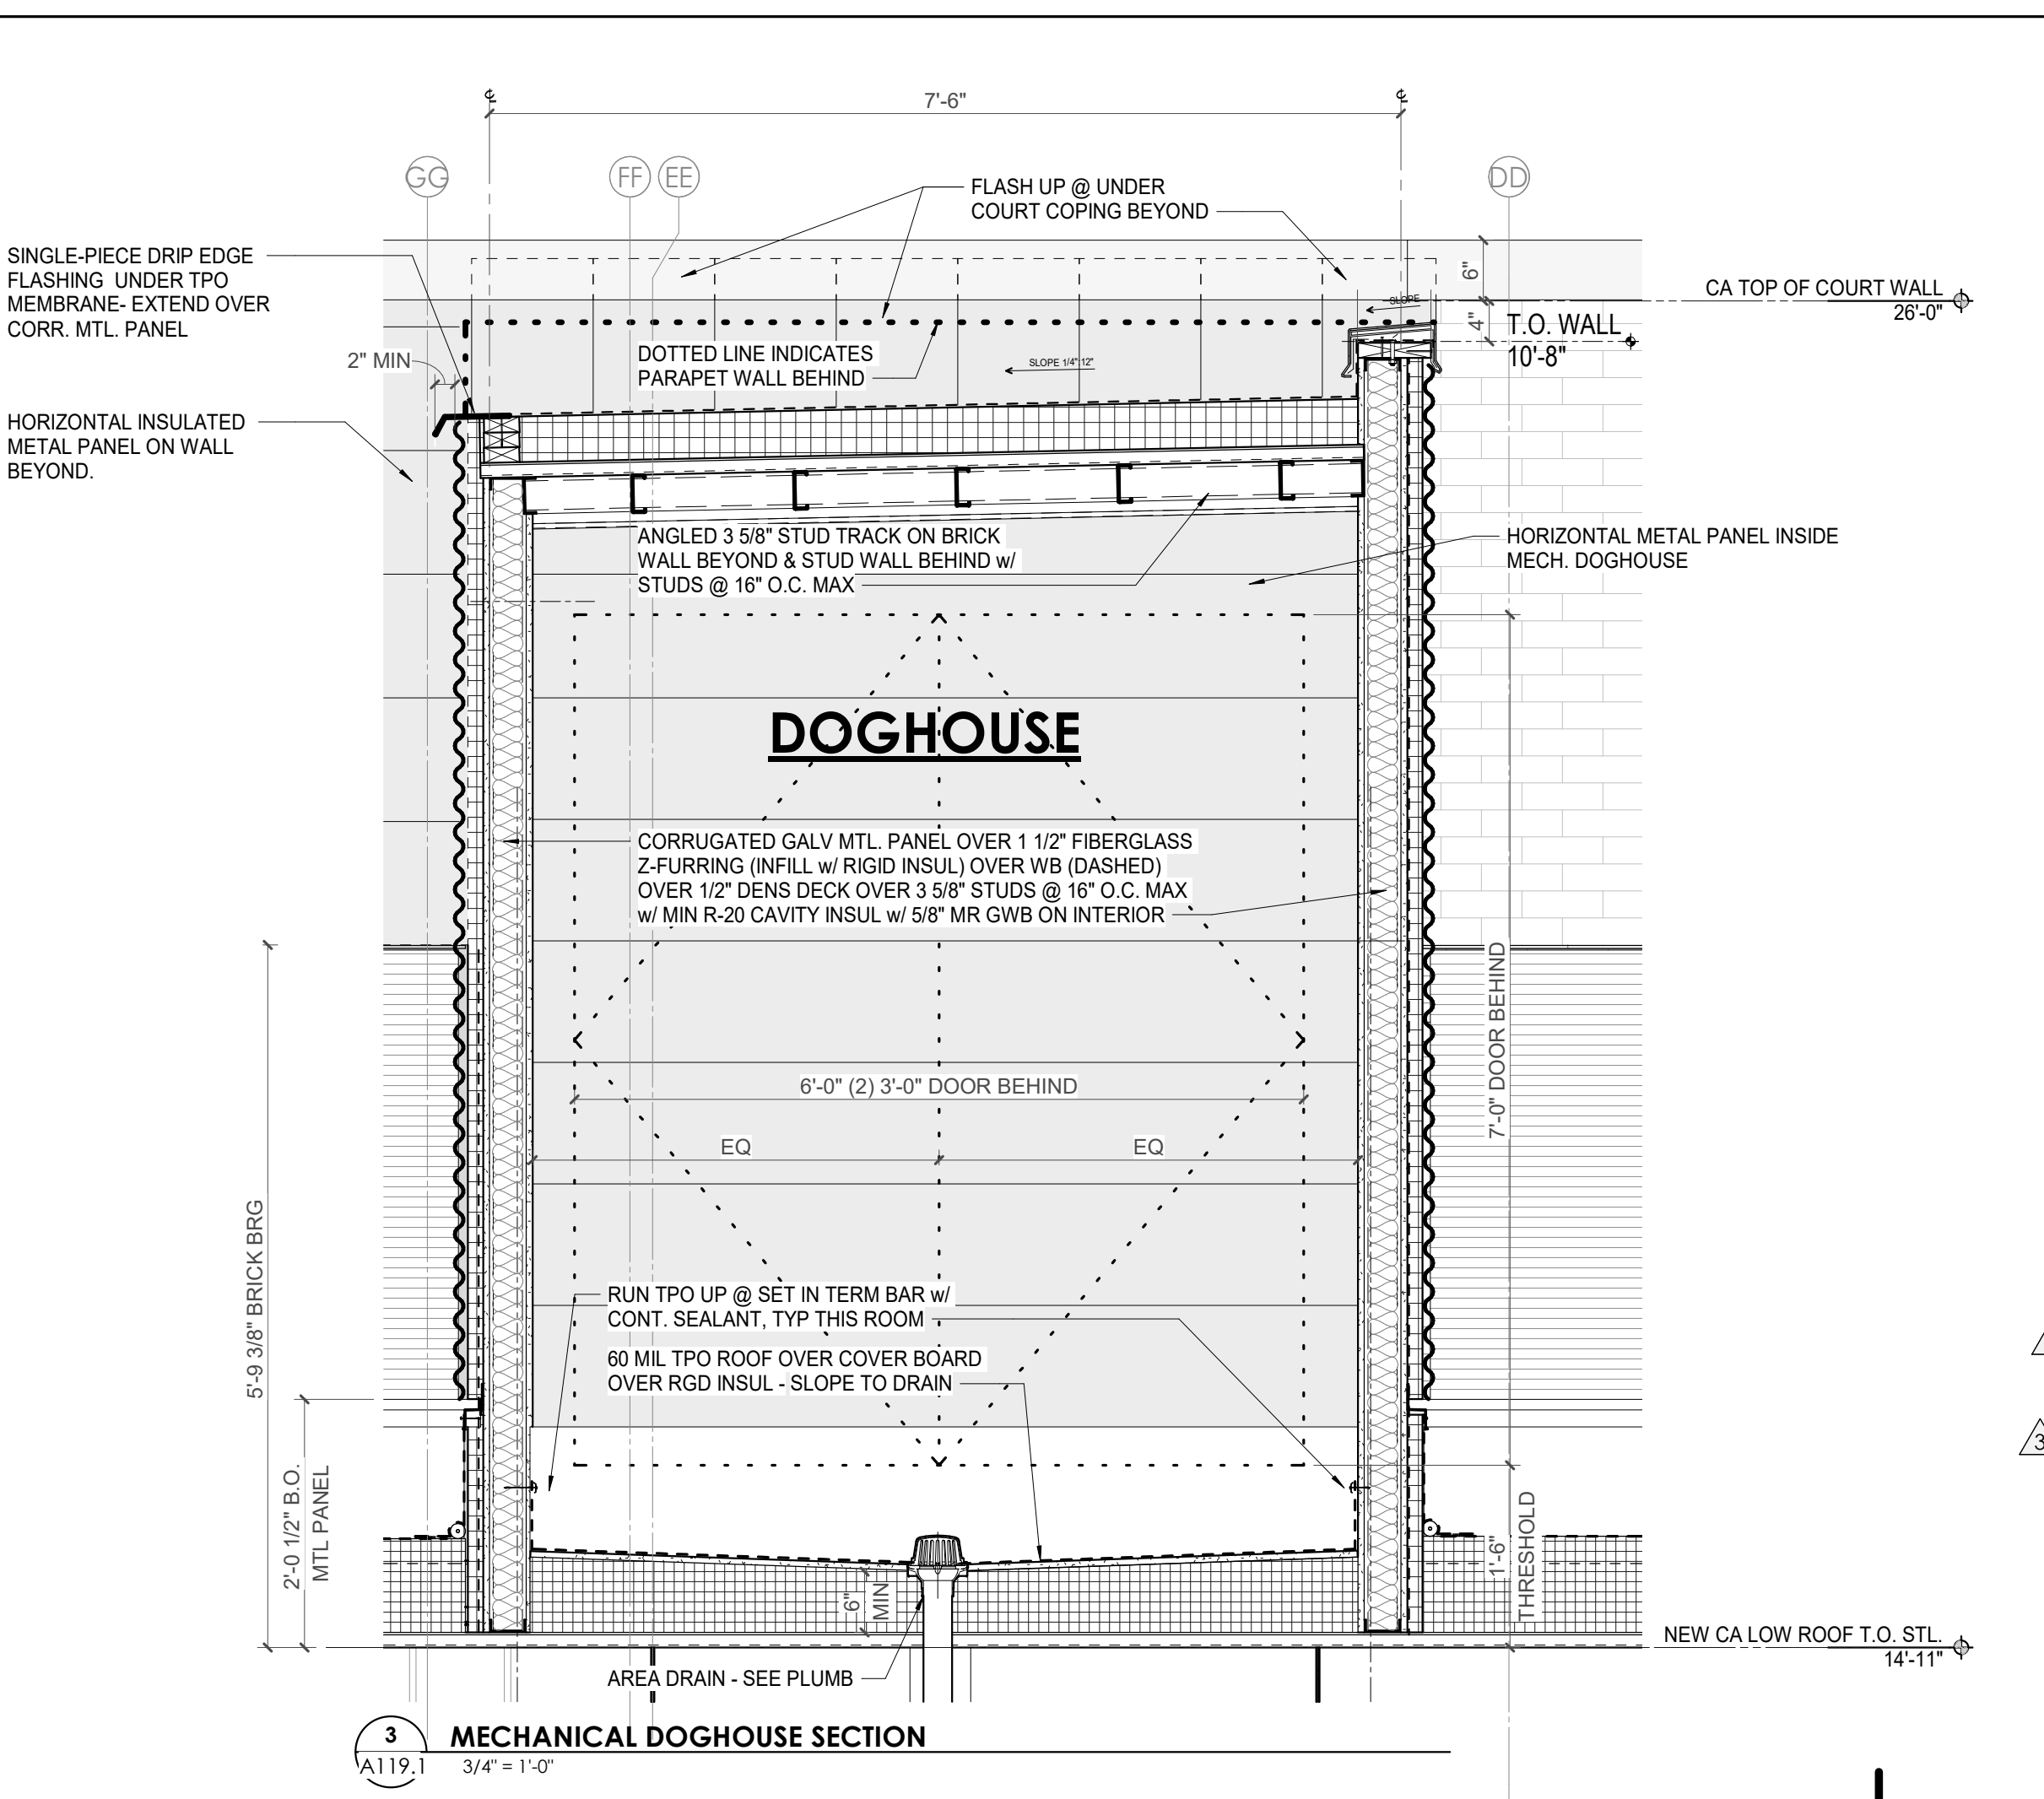 ℄
7'-6"
℄
GG
FF
EE
DD
FLASH UP @ UNDER
COURT COPING BEYOND
SINGLE-PIECE DRIP EDGE
FLASHING UNDER TPO
MEMBRANE- EXTEND OVER
CORR. MTL. PANEL
6"
CA TOP OF COURT WALL
26'-0"
SLOPE
4"
T.O. WALL
10'-8"
2" MIN
DOTTED LINE INDICATES
PARAPET WALL BEHIND
SLOPE 1/4":12"
HORIZONTAL INSULATED
METAL PANEL ON WALL
BEYOND.
ANGLED 3 5/8" STUD TRACK ON BRICK
WALL BEYOND & STUD WALL BEHIND w/
STUDS @ 16" O.C. MAX
HORIZONTAL METAL PANEL INSIDE
MECH. DOGHOUSE
DOGHOUSE
CORRUGATED GALV MTL. PANEL OVER 1 1/2" FIBERGLASS
Z-FURRING (INFILL w/ RIGID INSUL) OVER WB (DASHED)
OVER 1/2" DENS DECK OVER 3 5/8" STUDS @ 16" O.C. MAX
w/ MIN R-20 CAVITY INSUL w/ 5/8" MR GWB ON INTERIOR
7'-0" DOOR BEHIND
6'-0" (2) 3'-0" DOOR BEHIND
EQ
EQ
5'-9 3/8" BRICK BRG
RUN TPO UP @ SET IN TERM BAR w/
CONT. SEALANT, TYP THIS ROOM
60 MIL TPO ROOF OVER COVER BOARD
OVER RGD INSUL - SLOPE TO DRAIN
3
2'-0 1/2" B.O.
MTL PANEL
6"
MIN
1'-6"
THRESHOLD
NEW CA LOW ROOF T.O. STL.
14'-11"
AREA DRAIN - SEE PLUMB
3
A119.1
MECHANICAL DOGHOUSE SECTION
3/4" = 1'-0"